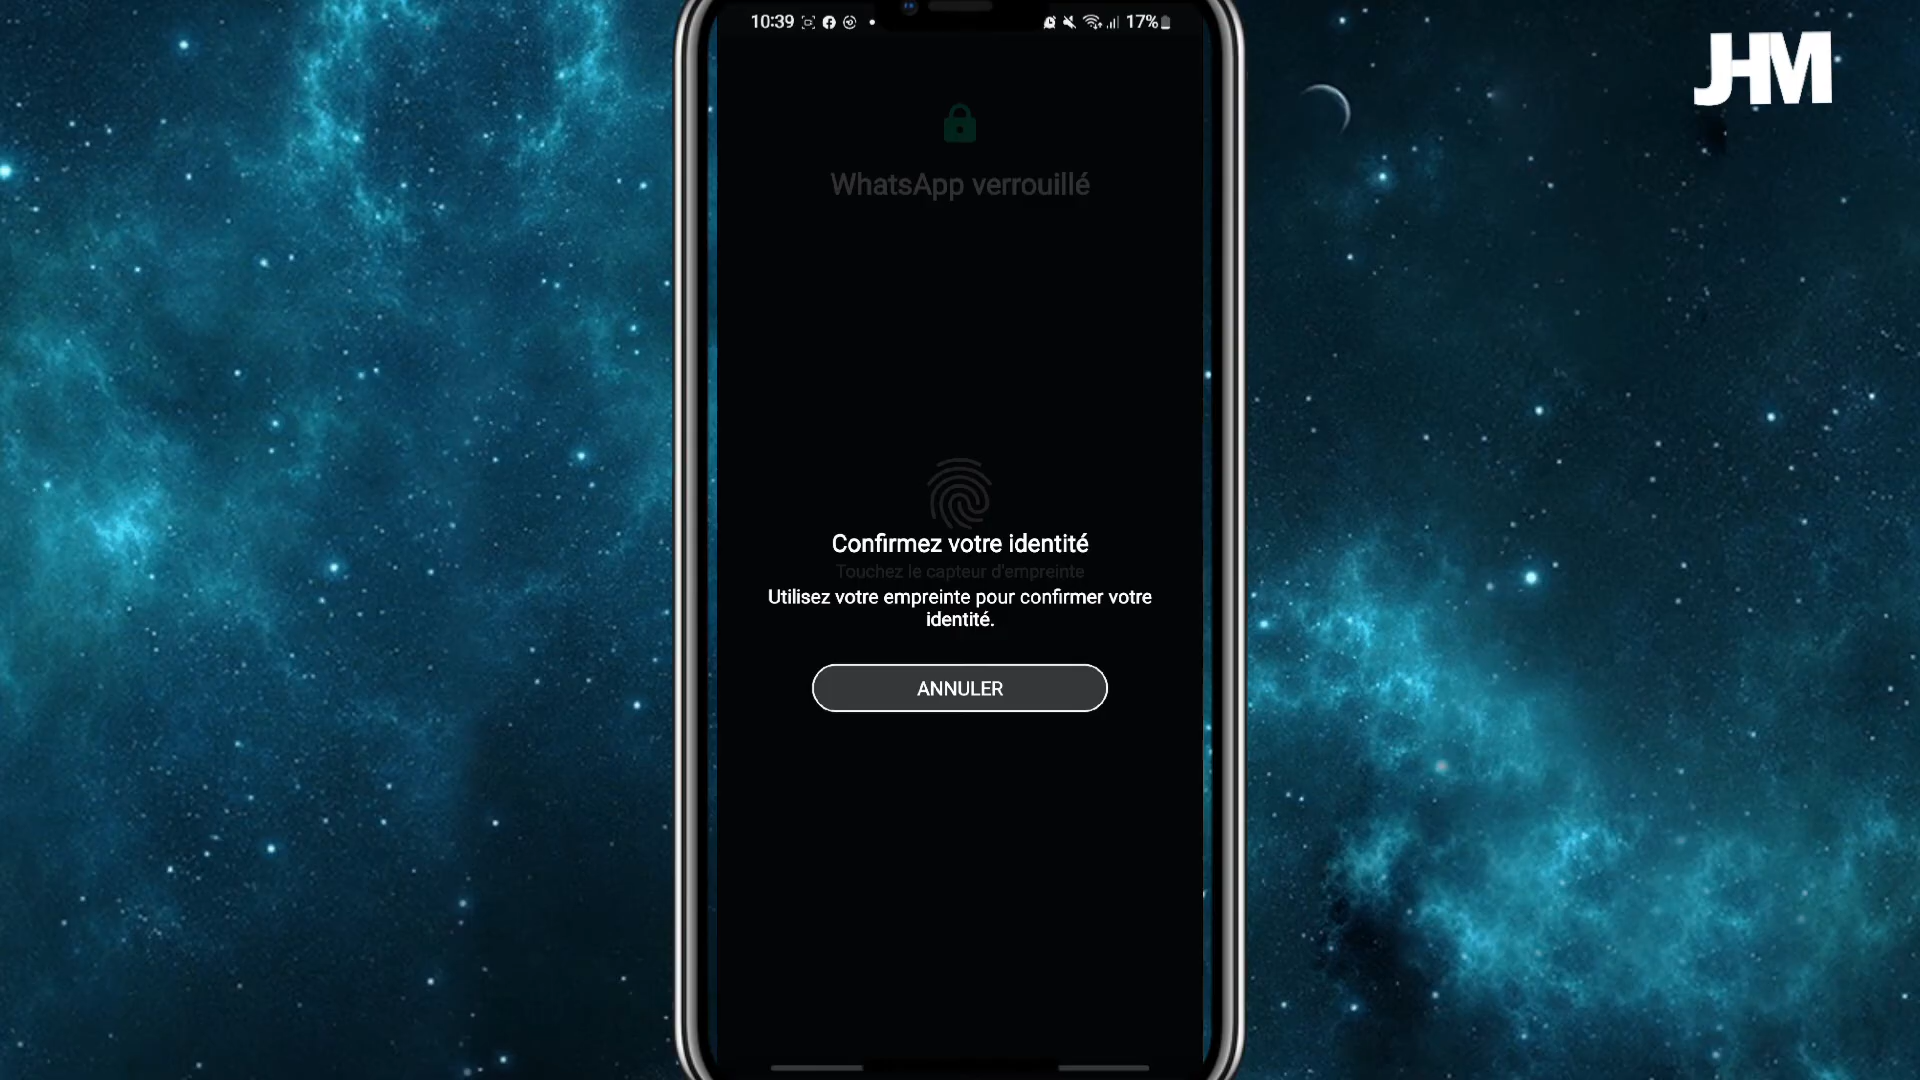 10:39
17%
JHM
WhatsApp verrouillé
Confirmez votre identité
Touchez le capteur d'empreinte
Utilisez votre empreinte pour confirmer votre
identité.
ANNULER